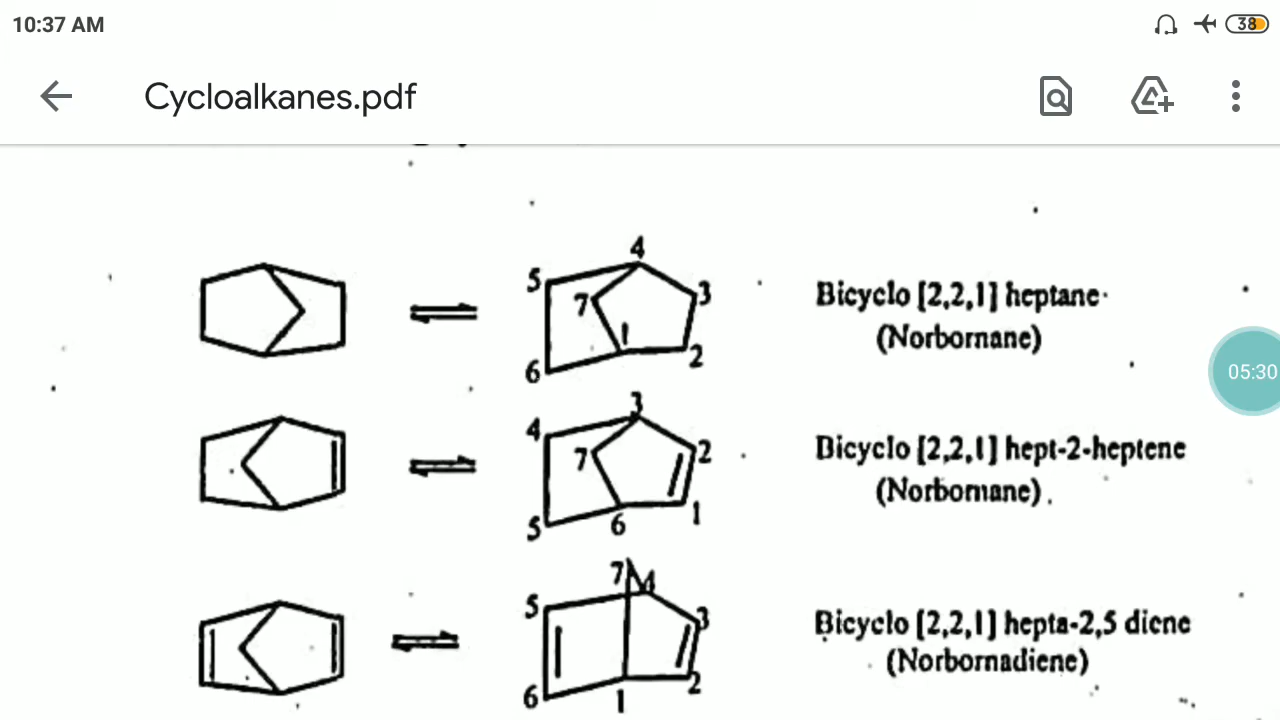 10:37 AM
38
Cycloalkanes.pdf
4
5
3
7
1
2
6
Bicyclo [2,2,1] heptane
(Norbornane)
05:30
3
4
2
7
5
6
1
Bicyclo [2,2,1] hept-2-heptene
(Norbornane).
7
4
5
3
6
2
1
Bicyclo [2,2,1] hepta-2,5 diene
(Norbornadiene)